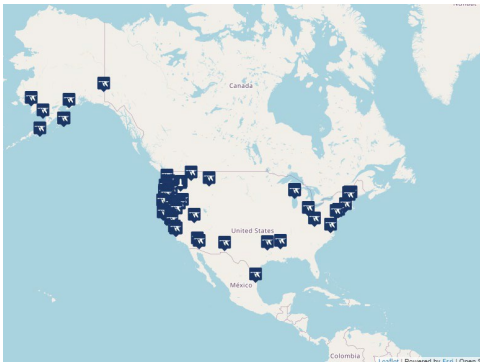 Canada
United States
México
Colombia
Leaflet | Powered by Esri | Open S